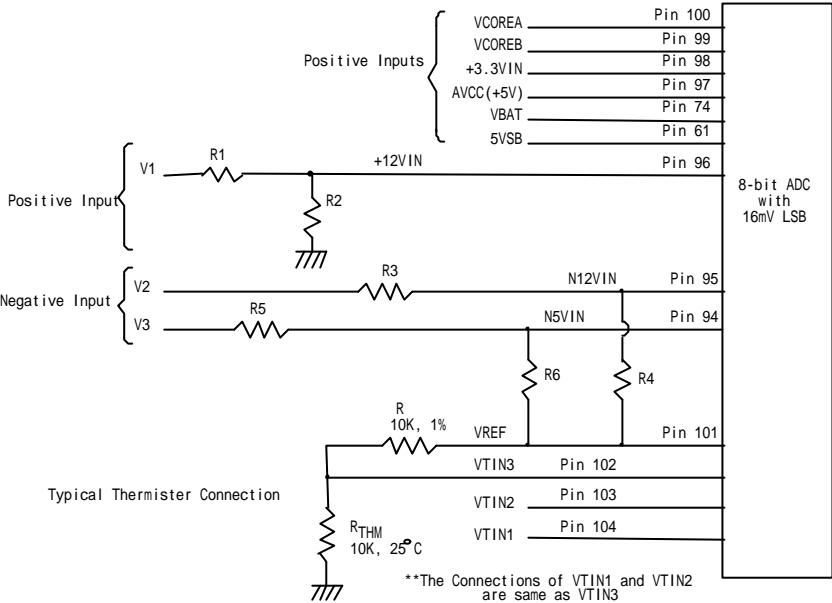 VCOREA Pin 100
VCOREB Pin 99
Positive Inputs +3.3VIN Pin 98
AVCC(+5V) Pin 97
VBAT Pin 74
5VSB Pin 61
R1
V1 +12VIN Pin 96
8-bit ADC
with
16mV LSB
Positive Input
R2
R3
V2 N12VIN Pin 95
Negative Input
R5
V3 N5VIN Pin 94
R6 R4
R
10K, 1% VREF Pin 101
VTIN3 Pin 102
Typical Thermister Connection
VTIN2 Pin 103
RTHM
10K, 25°C
VTIN1 Pin 104
**The Connections of VTIN1 and VTIN2
are same as VTIN3